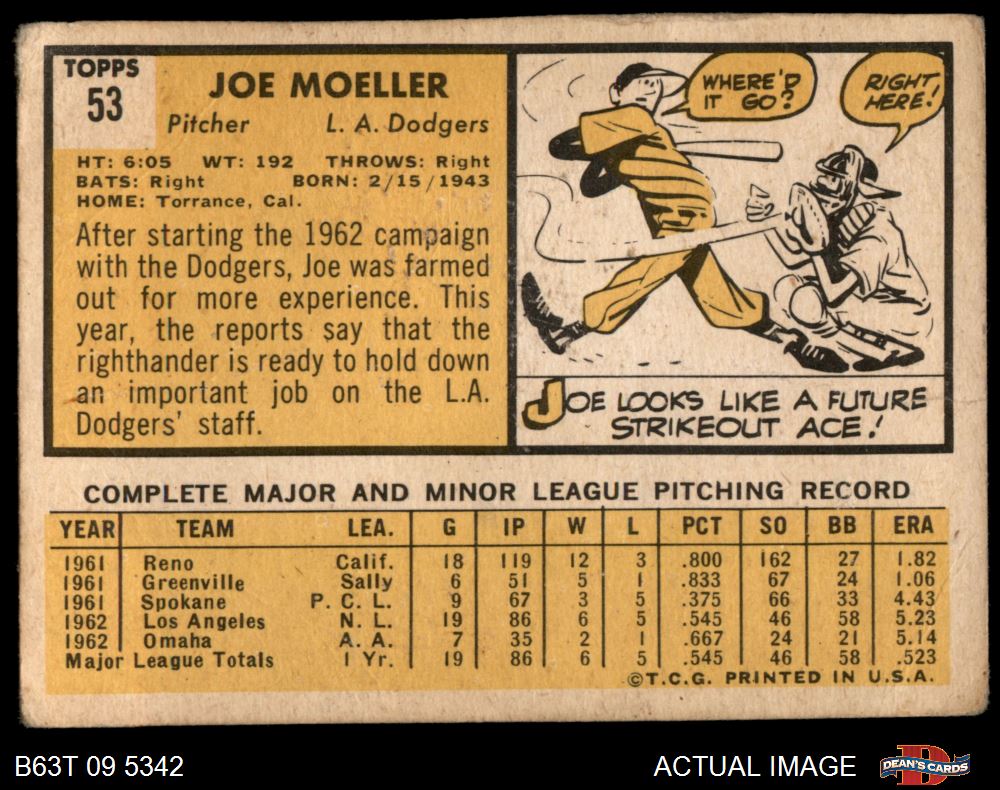 TOPPS
53
JOE MOELLER
Pitcher L. A. Dodgers
HT: 6:05 WT: 192 THROWS: Right
BATS: Right BORN: 2/15/1943
HOME: Torrance, Cal.
After starting the 1962 campaign
with the Dodgers, Joe was farmed
out for more experience. This
year, the reports say that the
righthander is ready to hold down
an important job on the L.A.
Dodgers' staff.
WHERE'D
IT GO?
RIGHT
HERE!
JOE LOOKS LIKE A FUTURE
STRIKEOUT ACE!
COMPLETE MAJOR AND MINOR LEAGUE PITCHING RECORD
YEAR TEAM LEA. G IP W L PCT SO BB ERA
1961 Reno Calif. 18 119 12 3 .800 162 27 1.82
1961 Greenville Sally 6 51 5 1 .833 67 24 1.06
1961 Spokane P. C. L. 9 67 3 5 .375 66 33 4.43
1962 Los Angeles N. L. 19 86 6 5 .545 46 58 5.23
1962 Omaha A. A. 7 35 2 1 .667 24 21 5.14
Major League Totals 1 Yr. 19 86 6 5 .545 46 58 .523
©T.C.G. PRINTED IN U.S.A.
B63T 09 5342 ACTUAL IMAGE
D
DEAN'S CARDS